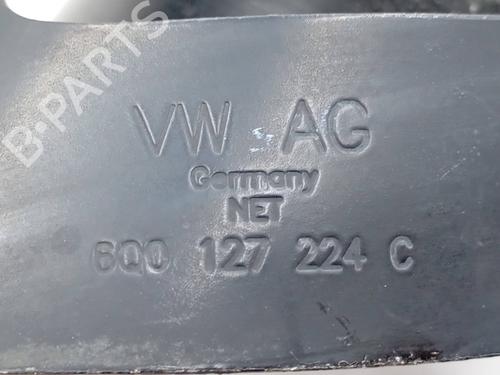 B-PARTS
VW AG
Germany
NET
6Q0 127 224 C